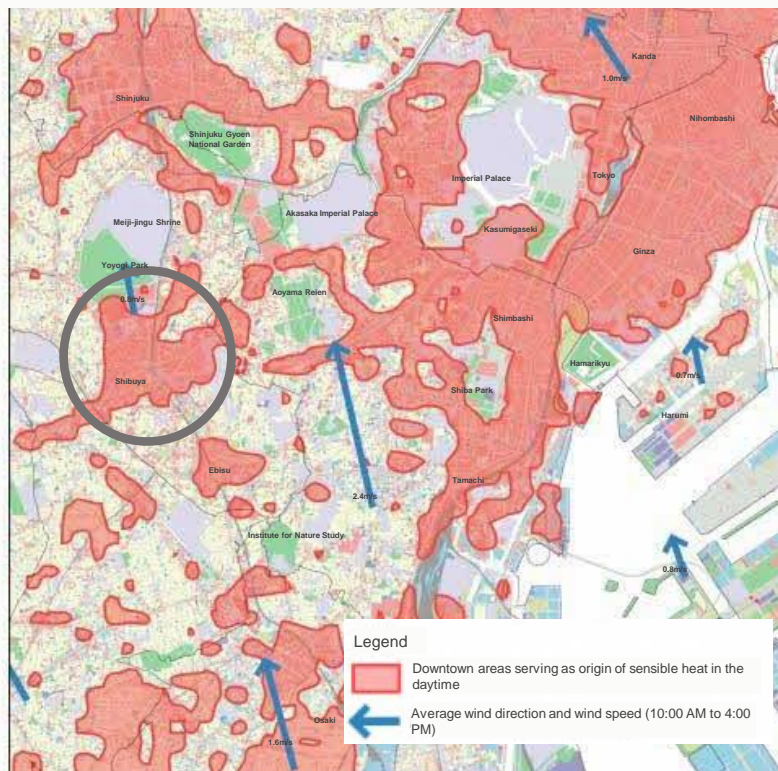 Kanda
1.0m/s
Shinjuku
Nihombashi
Shinjuku Gyoen
National Garden
Imperial Palace
Tokyo
Meiji-jingu Shrine
Akasaka Imperial Palace
Kasumigaseki
Ginza
Yoyogi Park
0.8m/s
Aoyama Reien
Shimbashi
Hamarikyu
0.7m/s
Shibuya
Shiba Park
Harumi
Ebisu
Tamachi
2.4m/s
Institute for Nature Study
0.8m/s
Osaki
1.6m/s
Legend
Downtown areas serving as origin of sensible heat in the
daytime
Average wind direction and wind speed (10:00 AM to 4:00
PM)